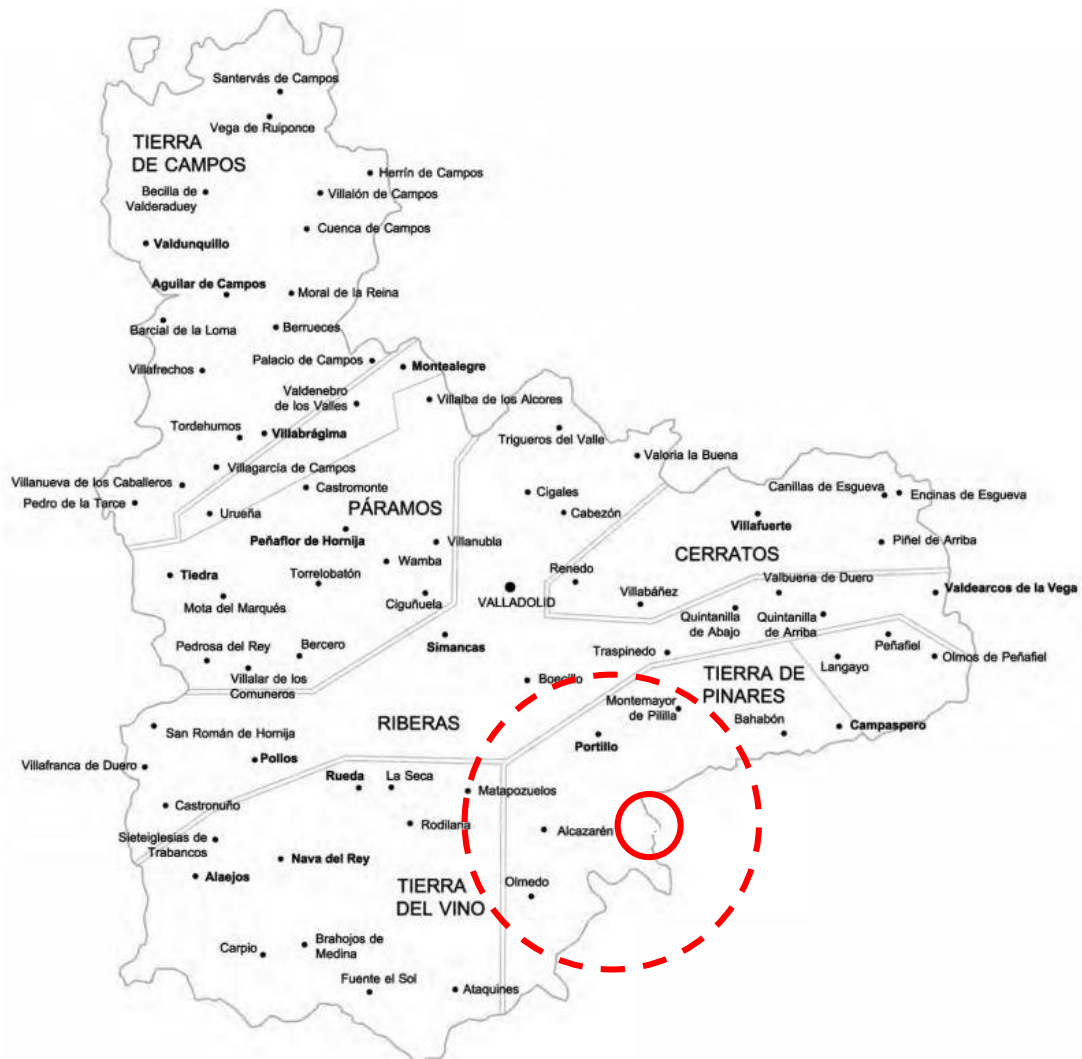 Santervás de Campos
Vega de Ruiponce
TIERRA
DE CAMPOS
Herrín de Campos
Becilla de
Valderaduey
Villalón de Campos
Cuenca de Campos
Valdunquillo
Aguilar de Campos
Moral de la Reina
Barcial de la Loma
Berrueces
Palacio de Campos
Montealegre
Villafrechos
Valdenebro
de los Valles
Villalba de los Alcores
Tordehumos
Villabrágima
Trigueros del Valle
Valoria la Buena
Villagarcía de Campos
Villanueva de los Caballeros
Castromonte
Cigales
Canillas de Esgueva
Encinas de Esgueva
Pedro de la Tarce
Urueña
PÁRAMOS
Cabezón
Villafuerte
Peñaflor de Hornija
Villanubla
Piñel de Arriba
CERRATOS
Wamba
Tiedra
Torrelobatón
Renedo
Valbuena de Duero
Valdearcos de la Vega
Mota del Marqués
Ciguñuela
VALLADOLID
Villabáñez
Quintanilla
de Abajo
Quintanilla
de Arriba
Pedrosa del Rey
Bercero
Simancas
Traspinedo
Peñafiel
Olmos de Peñafiel
Langayo
Villalar de los
Comuneros
Boecillo
TIERRA DE
PINARES
Montemayor
de Pililla
RIBERAS
San Román de Hornija
Bahabón
Campaspero
Portillo
Villafranca de Duero
Pollos
Rueda
La Seca
Matapozuelos
Castronuño
Rodilana
Alcazarén
Sieteiglesias de
Trabancos
Nava del Rey
Alaejos
TIERRA
DEL VINO
Olmedo
Carpio
Brahojos de
Medina
Fuente el Sol
Ataquines